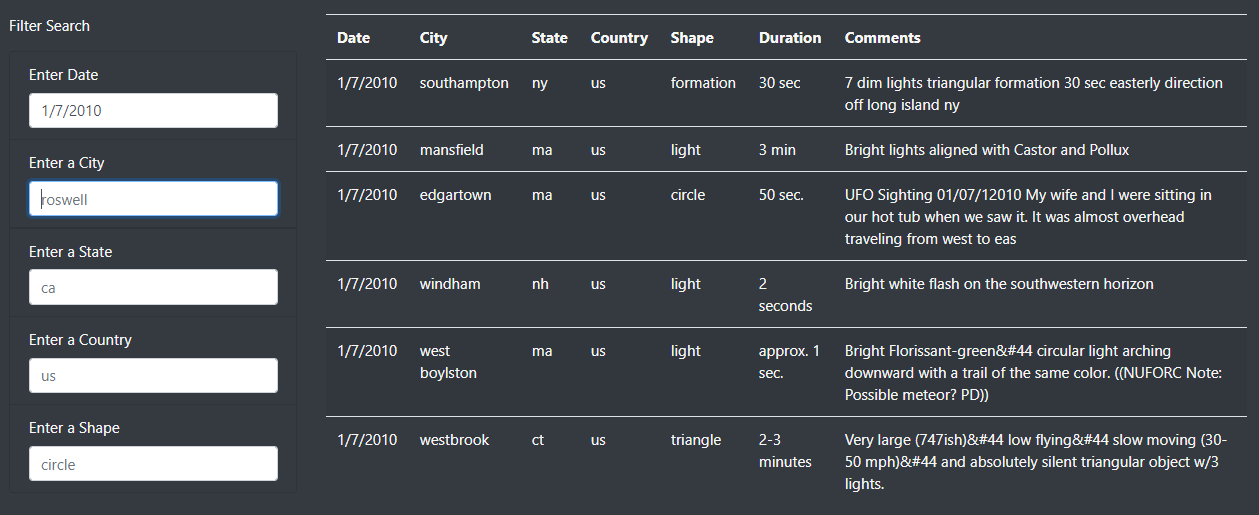 Filter Search
Enter Date
1/7/2010
Enter a City
roswell
Enter a State
ca
Enter a Country
us
Enter a Shape
circle
Date City State Country Shape Duration Comments
1/7/2010 southampton ny us formation 30 sec 7 dim lights triangular formation 30 sec easterly direction
off long island ny
1/7/2010 mansfield ma us light 3 min Bright lights aligned with Castor and Pollux
1/7/2010 edgartown ma us circle 50 sec. UFO Sighting 01/07/12010 My wife and I were sitting in
our hot tub when we saw it. It was almost overhead
traveling from west to eas
1/7/2010 windham nh us light 2 Bright white flash on the southwestern horizon
seconds
1/7/2010 west ma us light approx. 1 Bright Florissant-green&#44 circular light arching
boylston sec. downward with a trail of the same color. ((NUFORC Note:
Possible meteor? PD))
1/7/2010 westbrook ct us triangle 2-3 Very large (747ish)&#44 low flying&#44 slow moving (30-
minutes 50 mph)&#44 and absolutely silent triangular object w/3
lights.